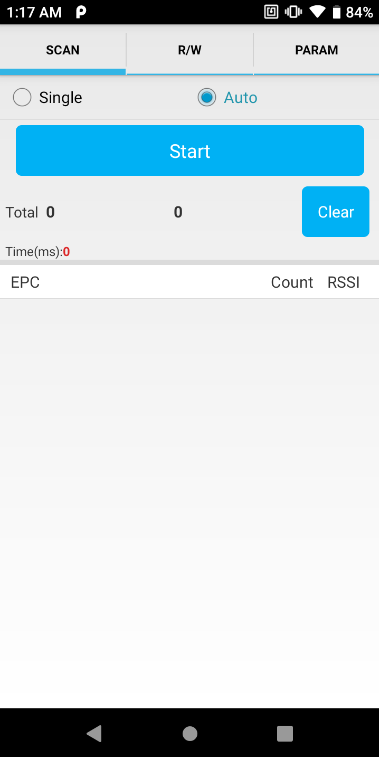 1:17 AM 84%
SCAN R/W PARAM
Single Auto
Start
Total 0 0 Clear
Time(ms):0
EPC Count RSSI